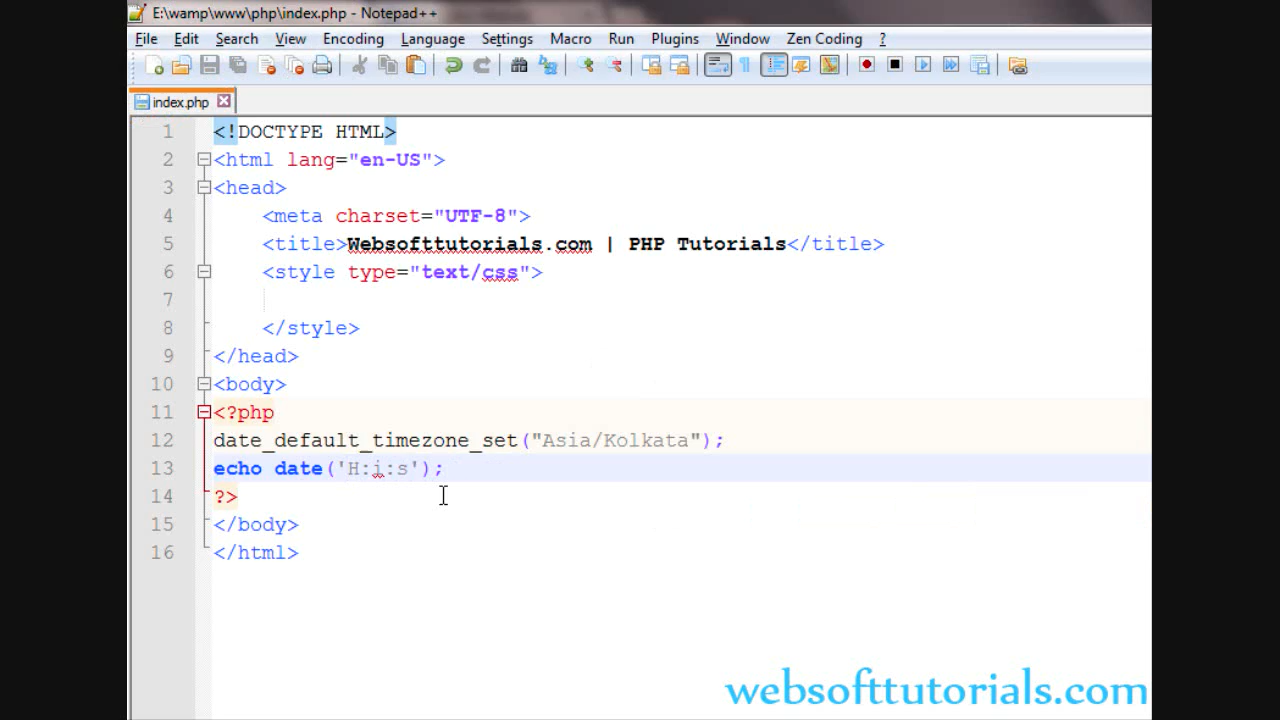 E:\wamp\www\php\index.php - Notepad++
File Edit Search View Encoding Language Settings Macro Run Plugins Window Zen Coding ?
index.php
1 <!DOCTYPE HTML>
2 <html lang="en-US">
3 <head>
4 <meta charset="UTF-8">
5 <title>Websofttutorials.com | PHP Tutorials</title>
6 <style type="text/css">
7
8 </style>
9 </head>
10 <body>
11 <?php
12 date_default_timezone_set("Asia/Kolkata");
13 echo date('H:i:s');
14 ?>
15 </body>
16 </html>
websofttutorials.com